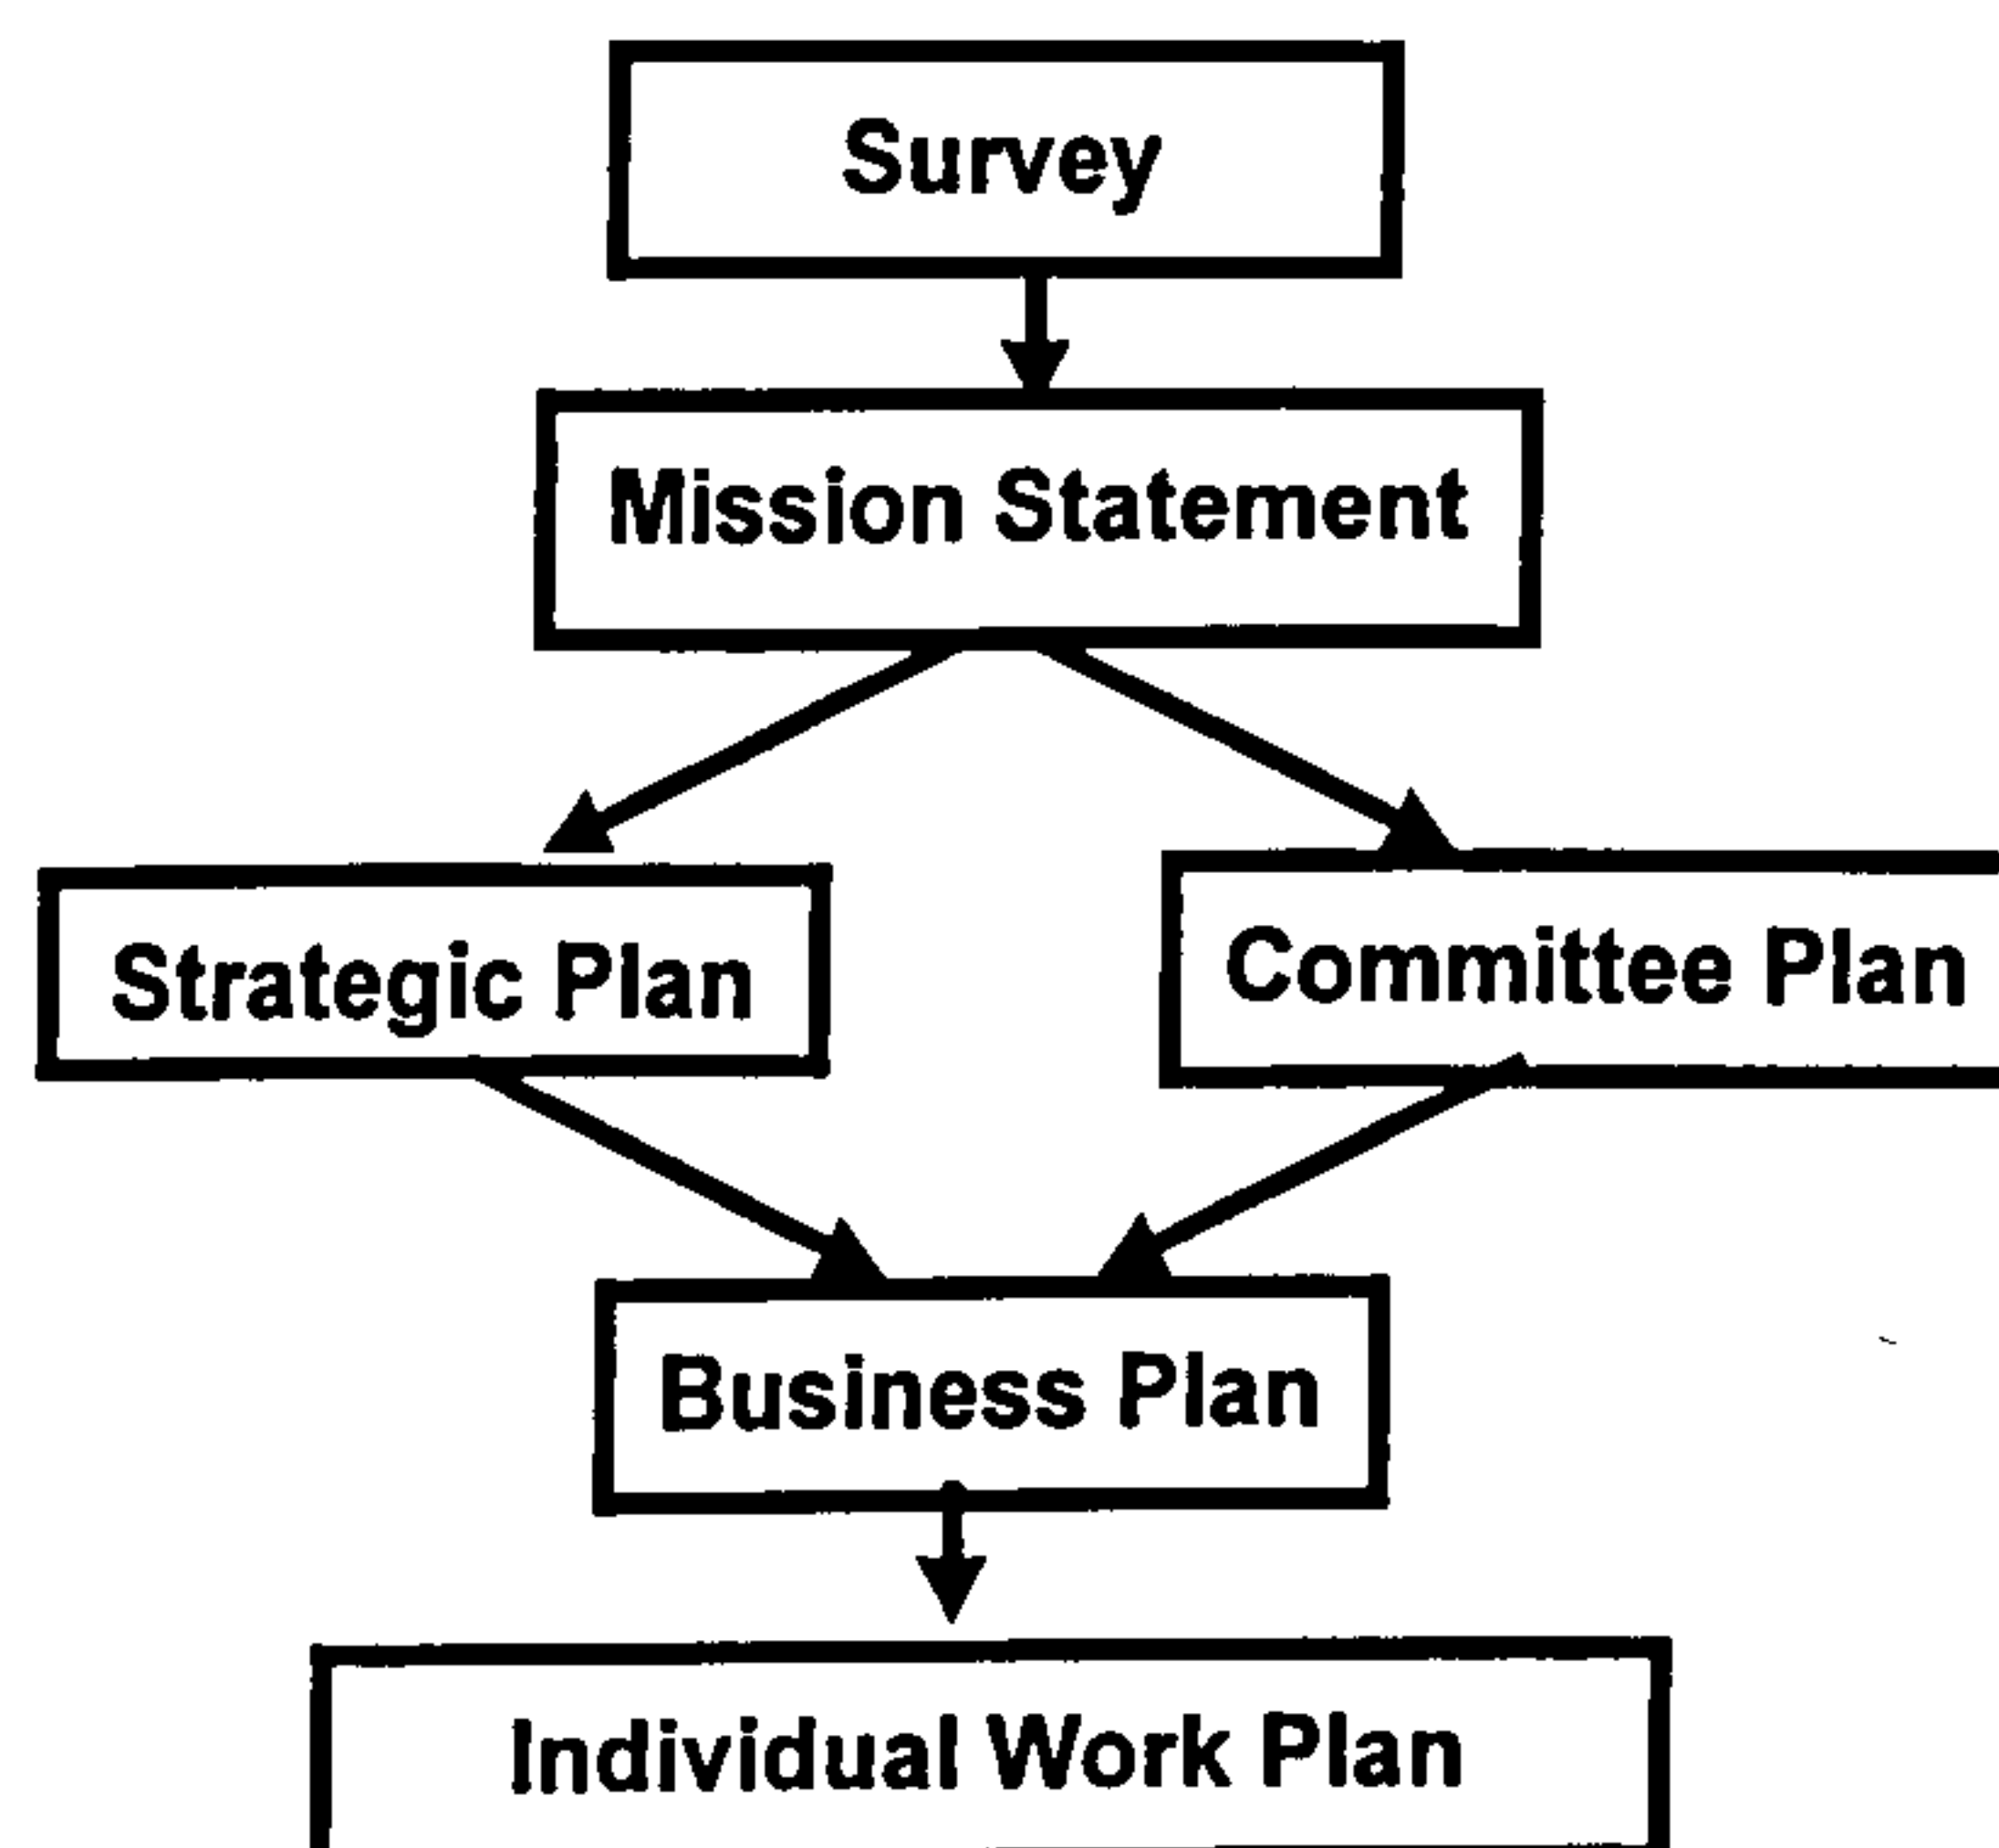 Survey
Mission Statement
Strategic Plan
Committee Plan
Business Plan
Individual Work Plan